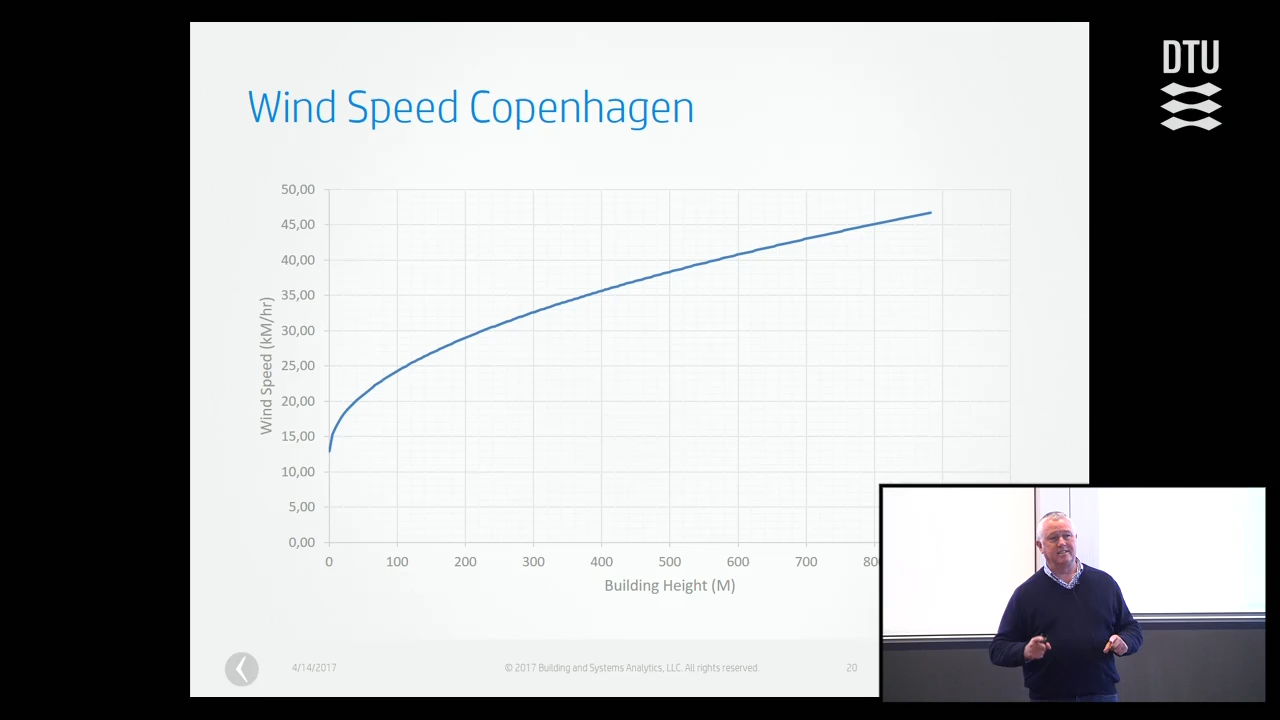 DTU
Wind Speed Copenhagen
50,00
45,00
40,00
35,00
30,00
25,00
20,00
15,00
10,00
5,00
0,00
Wind Speed (kM/hr)
0 100 200 300 400 500 600 700 80
Building Height (M)
4/14/2017 © 2017 Building and Systems Analytics, LLC. All rights reserved. 20